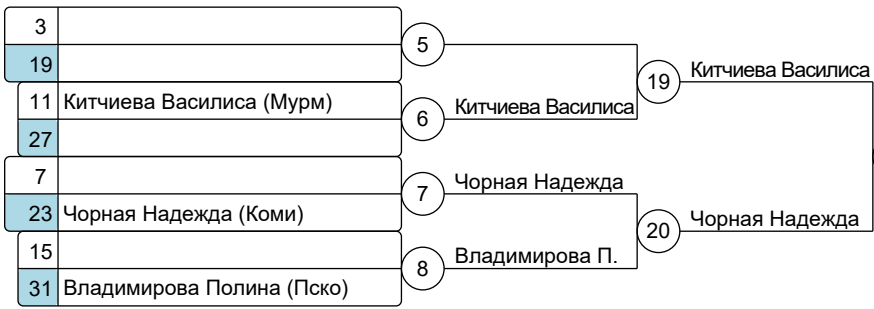 3
19
5
11 Китчиева Василиса (Мурм)
27
6
Китчиева Василиса
19
Китчиева Василиса
7
23 Чорная Надежда (Коми)
7
Чорная Надежда
15
31 Владимирова Полина (Пско)
8
Владимирова П.
20
Чорная Надежда